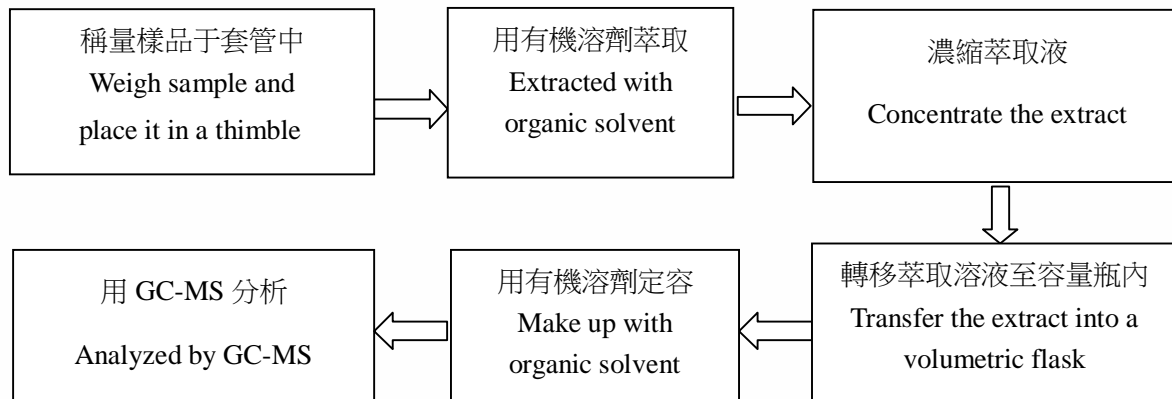 稱量樣品于套管中
Weigh sample and
place it in a thimble
用有機溶劑萃取
Extracted with
organic solvent
濃縮萃取液
Concentrate the extract
轉移萃取溶液至容量瓶內
Transfer the extract into a
volumetric flask
用有機溶劑定容
Make up with
organic solvent
用 GC-MS 分析
Analyzed by GC-MS